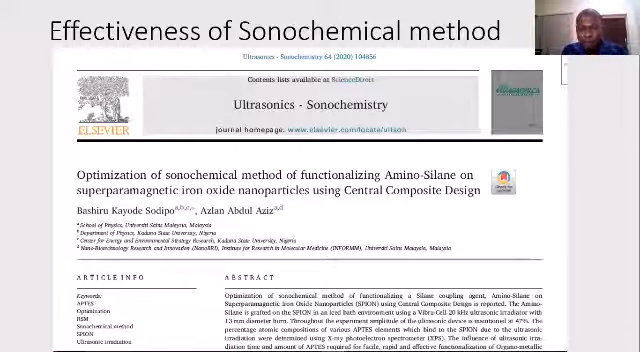 Effectiveness of Sonochemical method
Ultrasonics - Sonochemistry 64 (2020) 104856
Contents lists available at ScienceDirect
Ultrasonics - Sonochemistry
journal homepage: www.elsevier.com/locate/ultson
ELSEVIER
Optimization of sonochemical method of functionalizing Amino-Silane on
superparamagnetic iron oxide nanoparticles using Central Composite Design
Bashiru Kayode Sodipo a,b,c,*, Azlan Abdul Aziz a,d
a School of Physics, Universiti Sains Malaysia, Malaysia
b Department of Physics, Kaduna State University, Nigeria
c Center for Energy and Environmental Strategy Research, Kaduna State University, Nigeria
d Nano-Biotechnology Research and Innovation (NanoBRI), Institutes for Research in Molecular Medicine (INFORMM), Universiti Sains Malaysia, Malaysia
ARTICLE INFO
Keywords:
APTES
Optimization
RSM
Sonochemical method
SPION
Ultrasonic irradiation
ABSTRACT
Optimization of sonochemical method of functionalizing a Silane coupling agent, Amino-Silane on
Superparamagnetic Iron Oxide Nanoparticles (SPION) using Central Composite Design is reported. The Amino-
Silane is grafted on the SPION in an iced bath environment using a Vibra-Cell 20 kHz ultrasonic irradiator with
13 mm diameter horn. Throughout the experiment amplitude of the ultrasonic device is maintained at 47%. The
percentage atomic compositions of various APTES elements which bind to the SPION due to the ultrasonic
irradiation were determined using X-ray photoelectron spectrometer (XPS). The influence of ultrasonic irra-
diation time and amount of APTES required for facile, rapid and effective functionalization of Organo-metallic